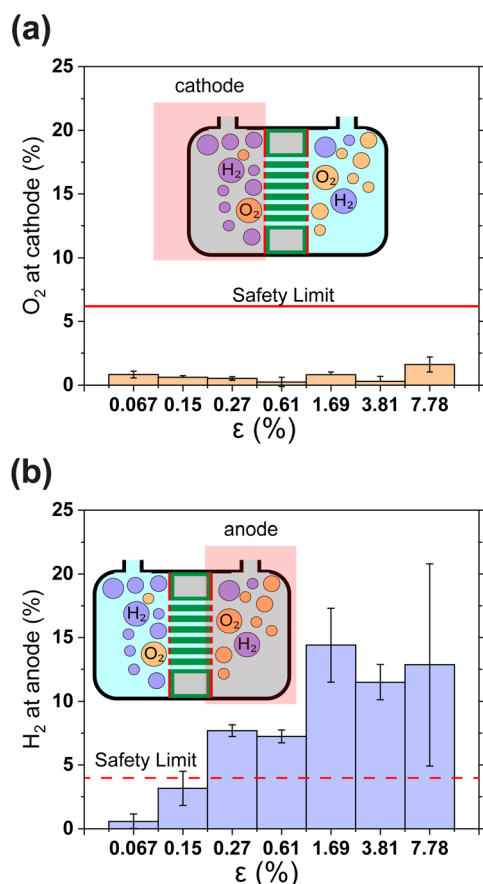 (a)
25
20
15
10
5
0
O₂ at cathode (%)
cathode
H₂
O₂
O₂
H₂
Safety Limit
0.067 0.15 0.27 0.61 1.69 3.81 7.78
ε (%)
(b)
25
20
15
10
5
0
H₂ at anode (%)
anode
H₂
O₂
O₂
H₂
Safety Limit
0.067 0.15 0.27 0.61 1.69 3.81 7.78
ε (%)